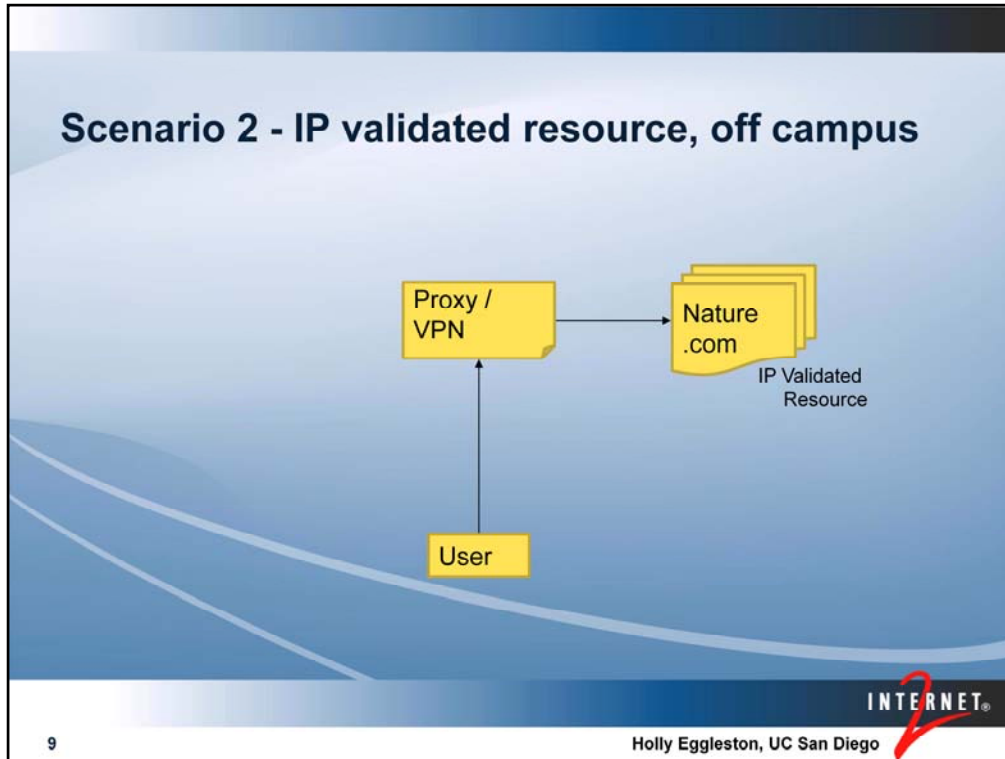 Scenario 2 - IP validated resource, off campus
Proxy /
VPN
Nature
.com
IP Validated
Resource
User
INTERNET®
2
9
Holly Eggleston, UC San Diego